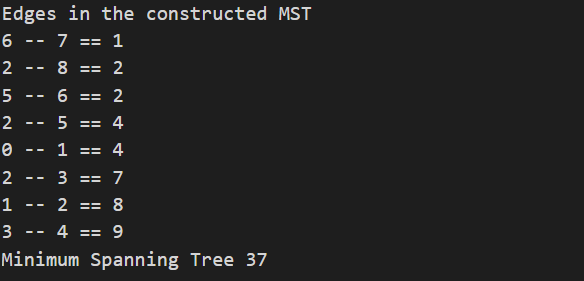 Edges in the constructed MST
6 -- 7 == 1
2 -- 8 == 2
5 -- 6 == 2
2 -- 5 == 4
0 -- 1 == 4
2 -- 3 == 7
1 -- 2 == 8
3 -- 4 == 9
Minimum Spanning Tree 37